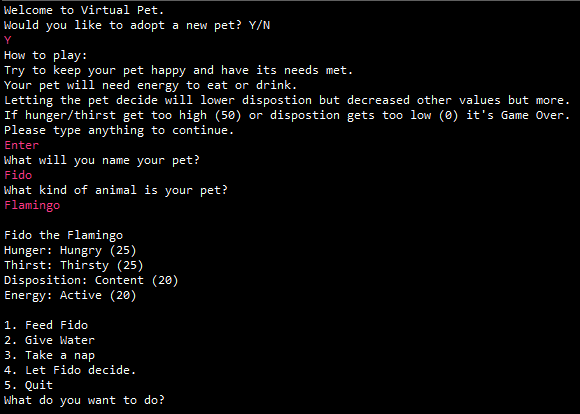 Welcome to Virtual Pet.
Would you like to adopt a new pet? Y/N
Y
How to play:
Try to keep your pet happy and have its needs met.
Your pet will need energy to eat or drink.
Letting the pet decide will lower dispostion but decreased other values but more.
If hunger/thirst get too high (50) or dispostion gets too low (0) it's Game Over.
Please type anything to continue.
Enter
What will you name your pet?
Fido
What kind of animal is your pet?
Flamingo
Fido the Flamingo
Hunger: Hungry (25)
Thirst: Thirsty (25)
Disposition: Content (20)
Energy: Active (20)
1. Feed Fido
2. Give Water
3. Take a nap
4. Let Fido decide.
5. Quit
What do you want to do?